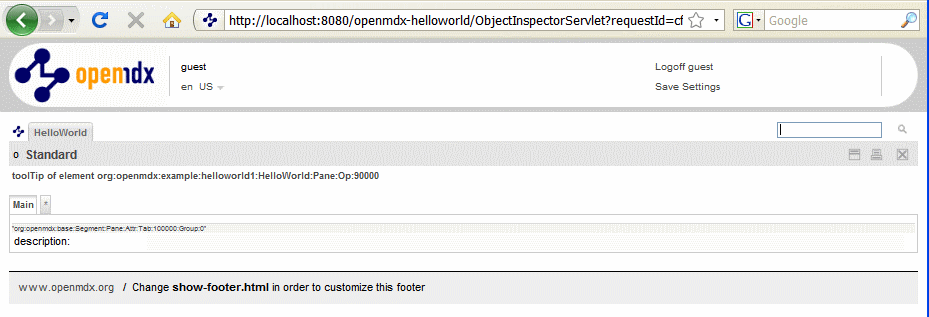 http://localhost:8080/openmdx-helloworld/ObjectInspectorServlet?requestId=cf
G Google
openmdx
guest
Logoff guest
en US
Save Settings
HelloWorld
0 Standard
toolTip of element org:openmdx:example:helloworld1:HelloWorld:Pane:Op:90000
Main
"org:openmdx:base:Segment:Pane:Attr:Tab:100000:Group:0"
description:
www.openmdx.org / Change show-footer.html in order to customize this footer